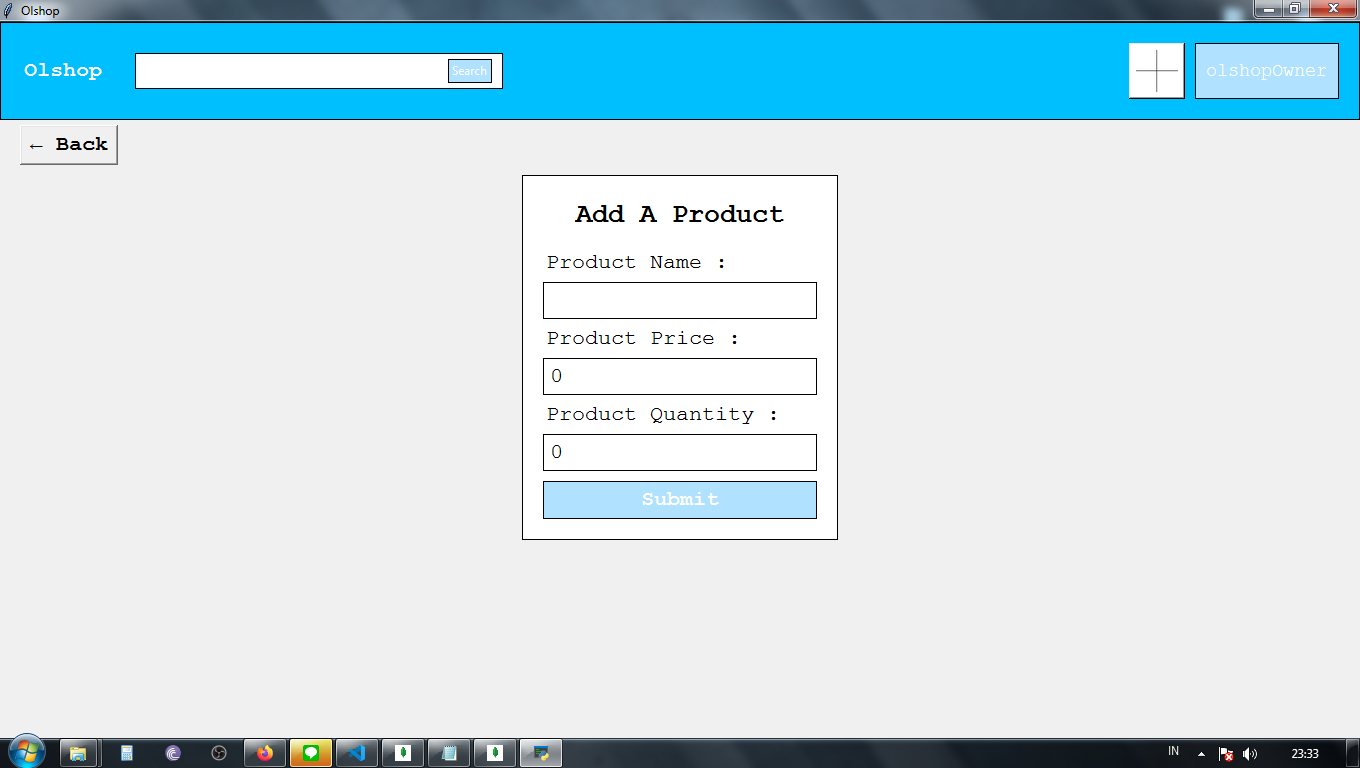 Olshop
Olshop
Search
olshopOwner
← Back
Add A Product
Product Name :
Product Price :
0
Product Quantity :
0
Submit
IN
23:33